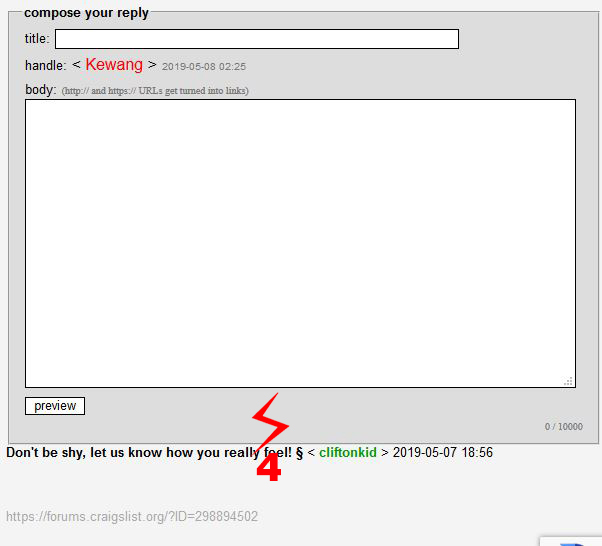 compose your reply
title:
handle: < Kewang > 2019-05-08 02:25
body: (http:// and https:// URLs get turned into links)
preview
0 / 10000
Don't be shy, let us know how you really feel! § < cliftonkid > 2019-05-07 18:56
4
https://forums.craigslist.org/?ID=298894502